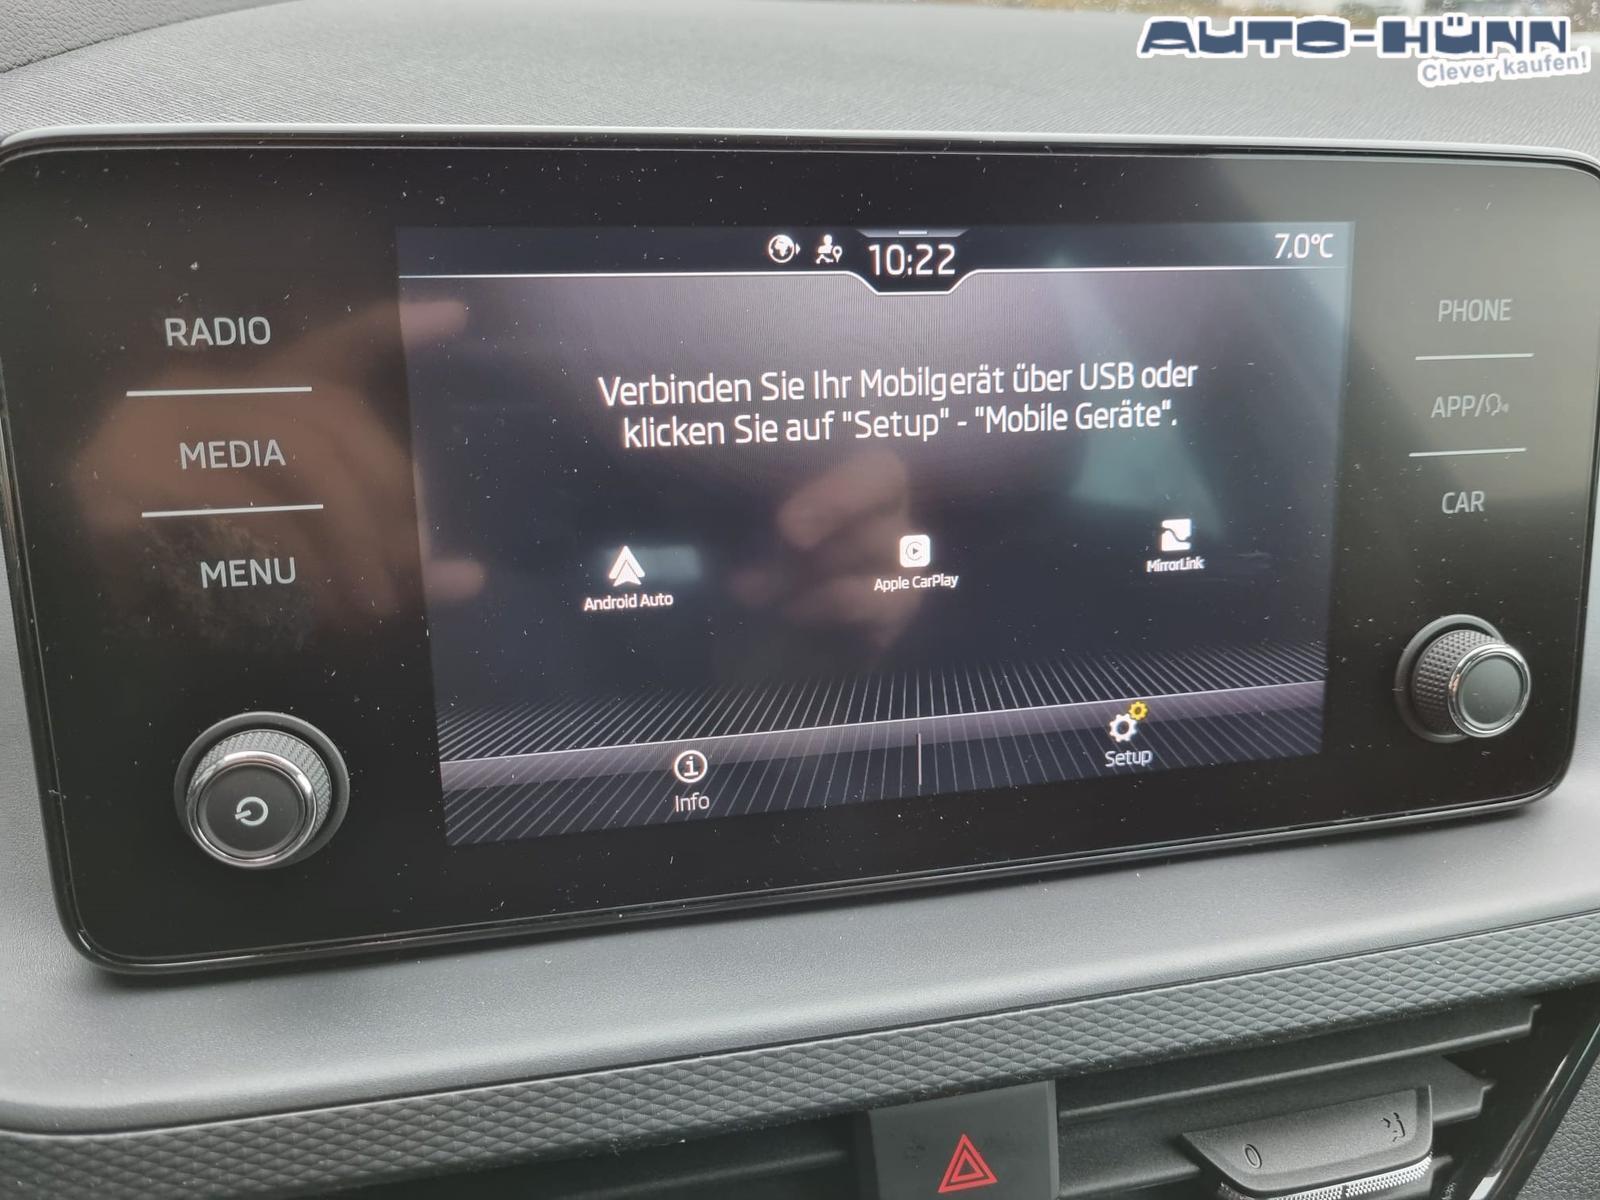 AUTO-HÜNN
Clever kaufen!
10:22
7.0°C
RADIO
MEDIA
MENU
PHONE
APP/
CAR
Verbinden Sie Ihr Mobilgerät über USB oder
klicken Sie auf "Setup" - "Mobile Geräte".
Android Auto
Apple CarPlay
MirrorLink
Info
Setup